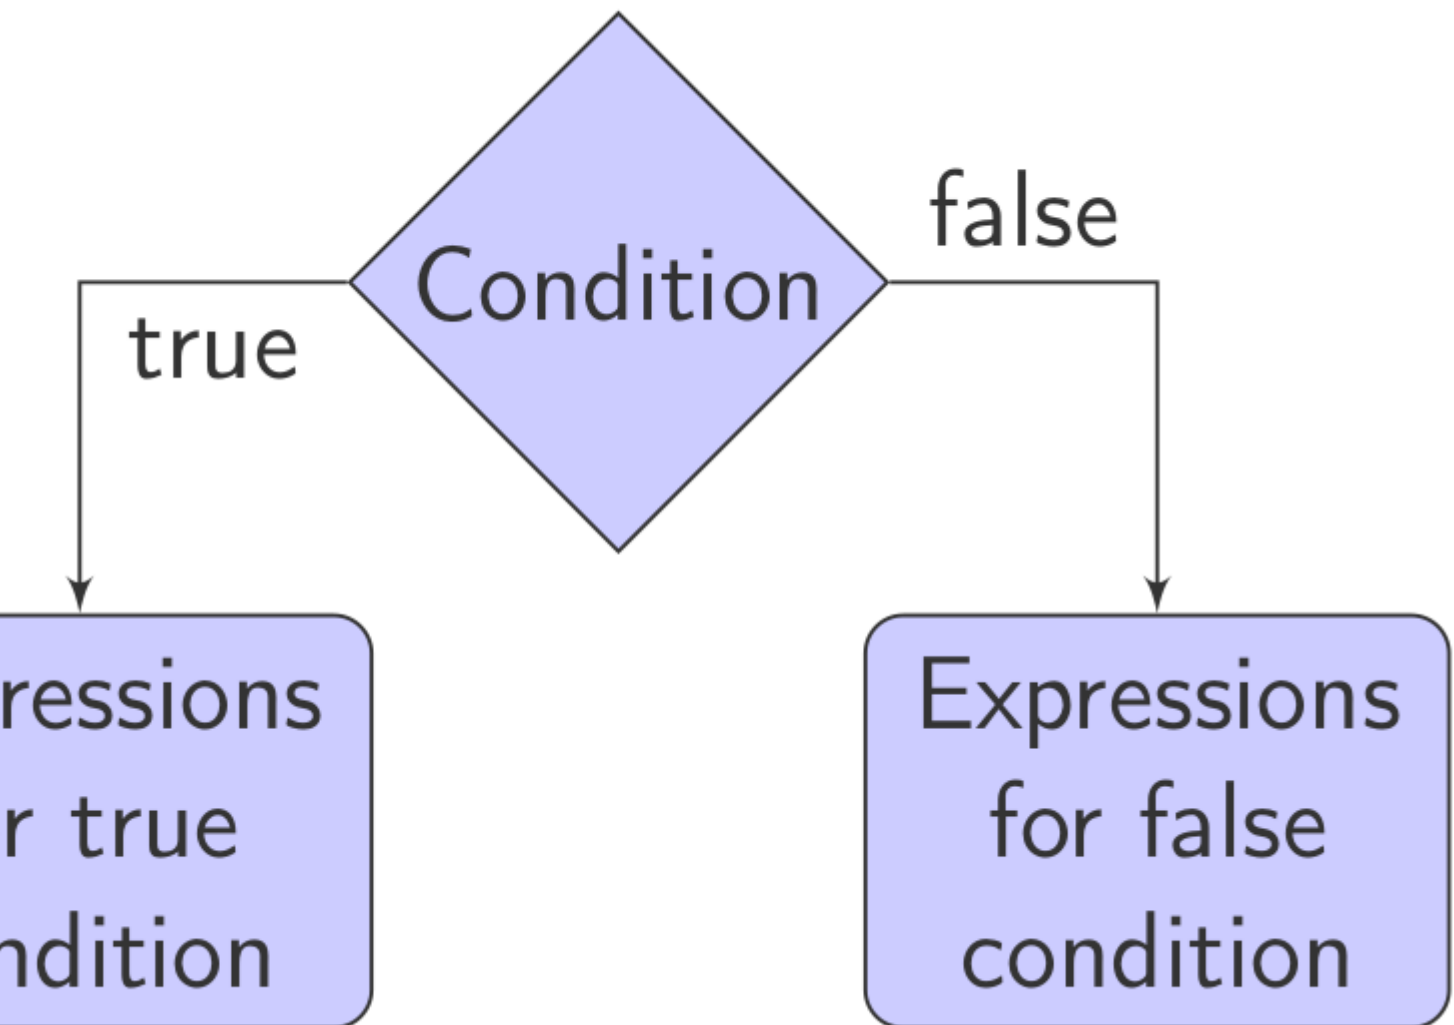 Condition
false
true
ressions
r true
ndition
Expressions
for false
condition